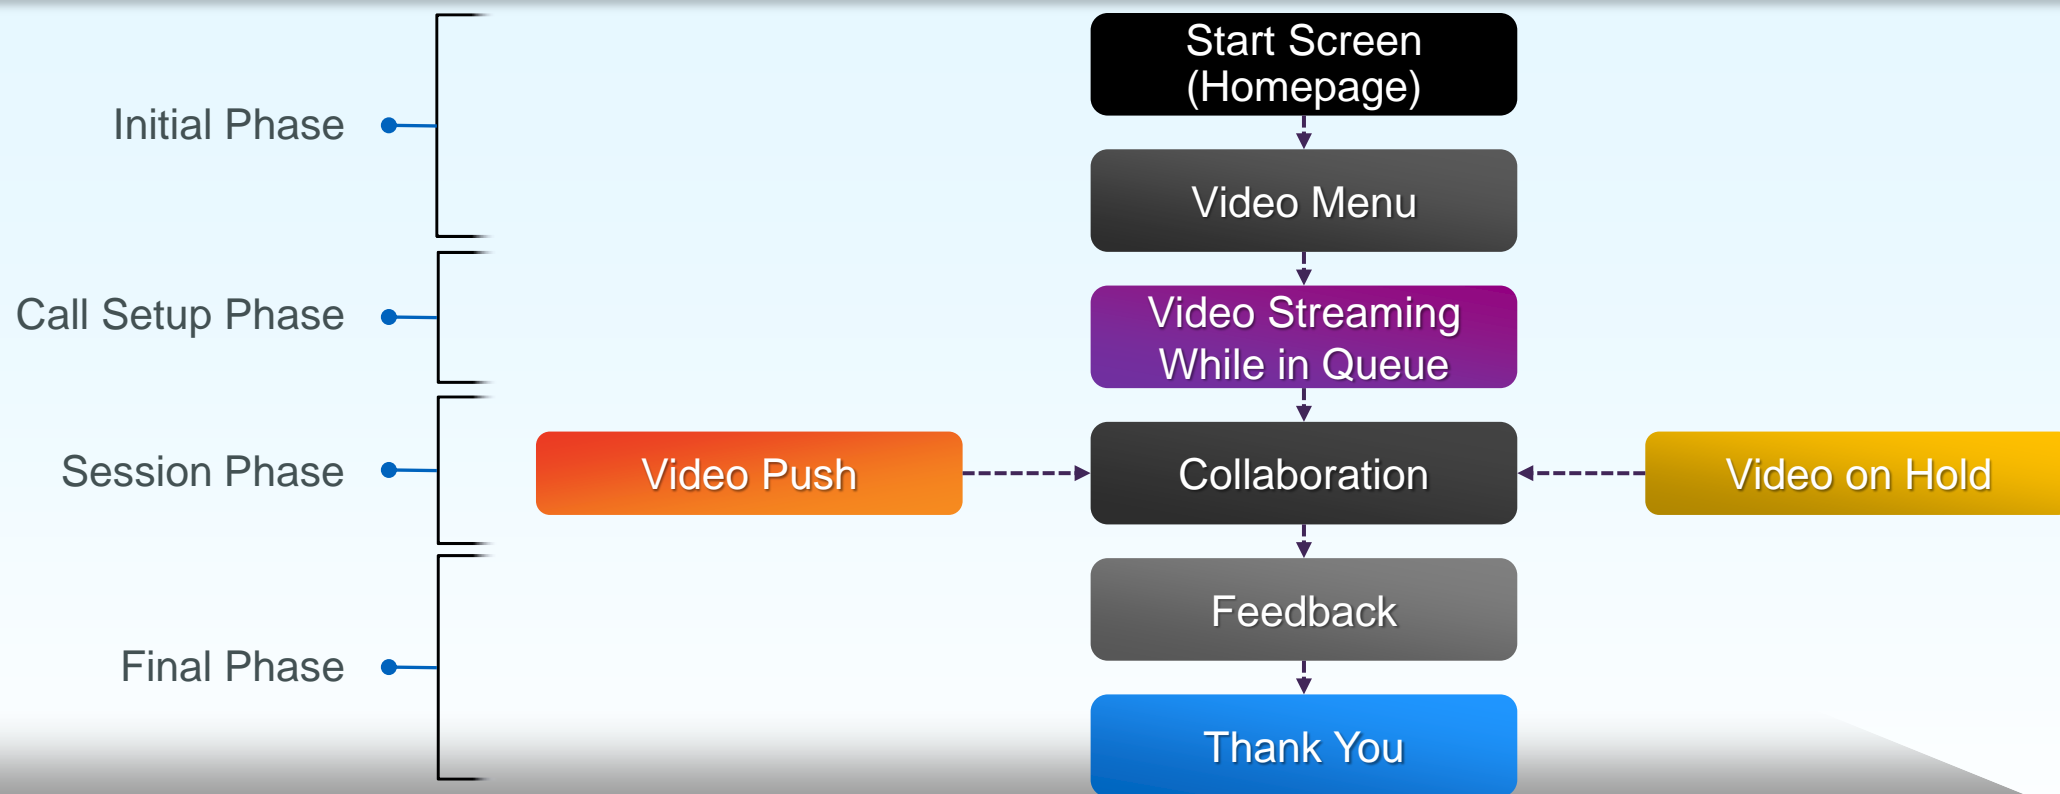 Initial Phase
Call Setup Phase
Session Phase
Final Phase
Start Screen
(Homepage)
Video Menu
Video Streaming
While in Queue
Video Push
Collaboration
Video on Hold
Feedback
Thank You